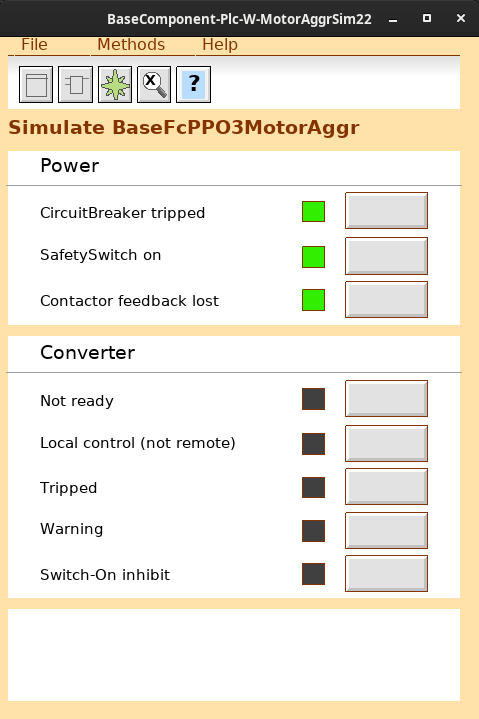 BaseComponent-Plc-W-MotorAggrSim22
File Methods Help
X ?
Simulate BaseFcPPO3MotorAggr
Power
CircuitBreaker tripped
SafetySwitch on
Contactor feedback lost
Converter
Not ready
Local control (not remote)
Tripped
Warning
Switch-On inhibit